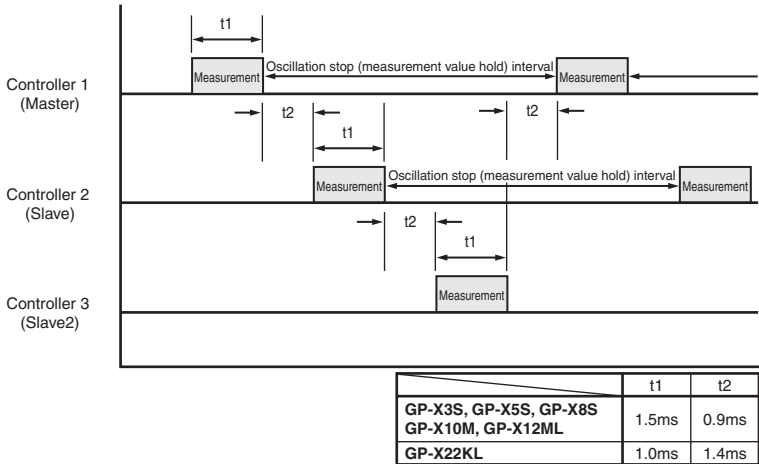 t1
Oscillation stop (measurement value hold) interval
Measurement
Measurement
Controller 1
(Master)
t2
t2
t1
Oscillation stop (measurement value hold) interval
Measurement
Measurement
Controller 2
(Slave)
t2
t1
Measurement
Controller 3
(Slave2)
t1 t2
GP-X3S, GP-X5S, GP-X8S
GP-X10M, GP-X12ML
1.5ms 0.9ms
GP-X22KL 1.0ms 1.4ms